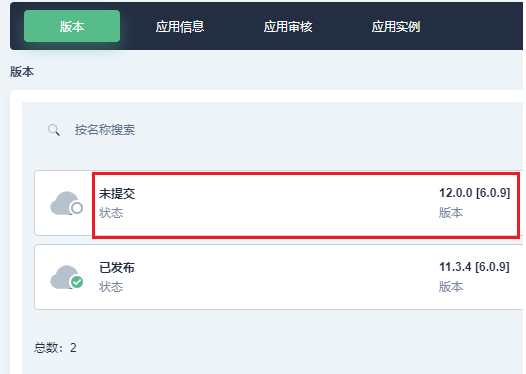 版本 应用信息 应用审核 应用实例
版本
按名称搜索
未提交 12.0.0 [6.0.9]
状态 版本
已发布 11.3.4 [6.0.9]
状态 版本
总数：2